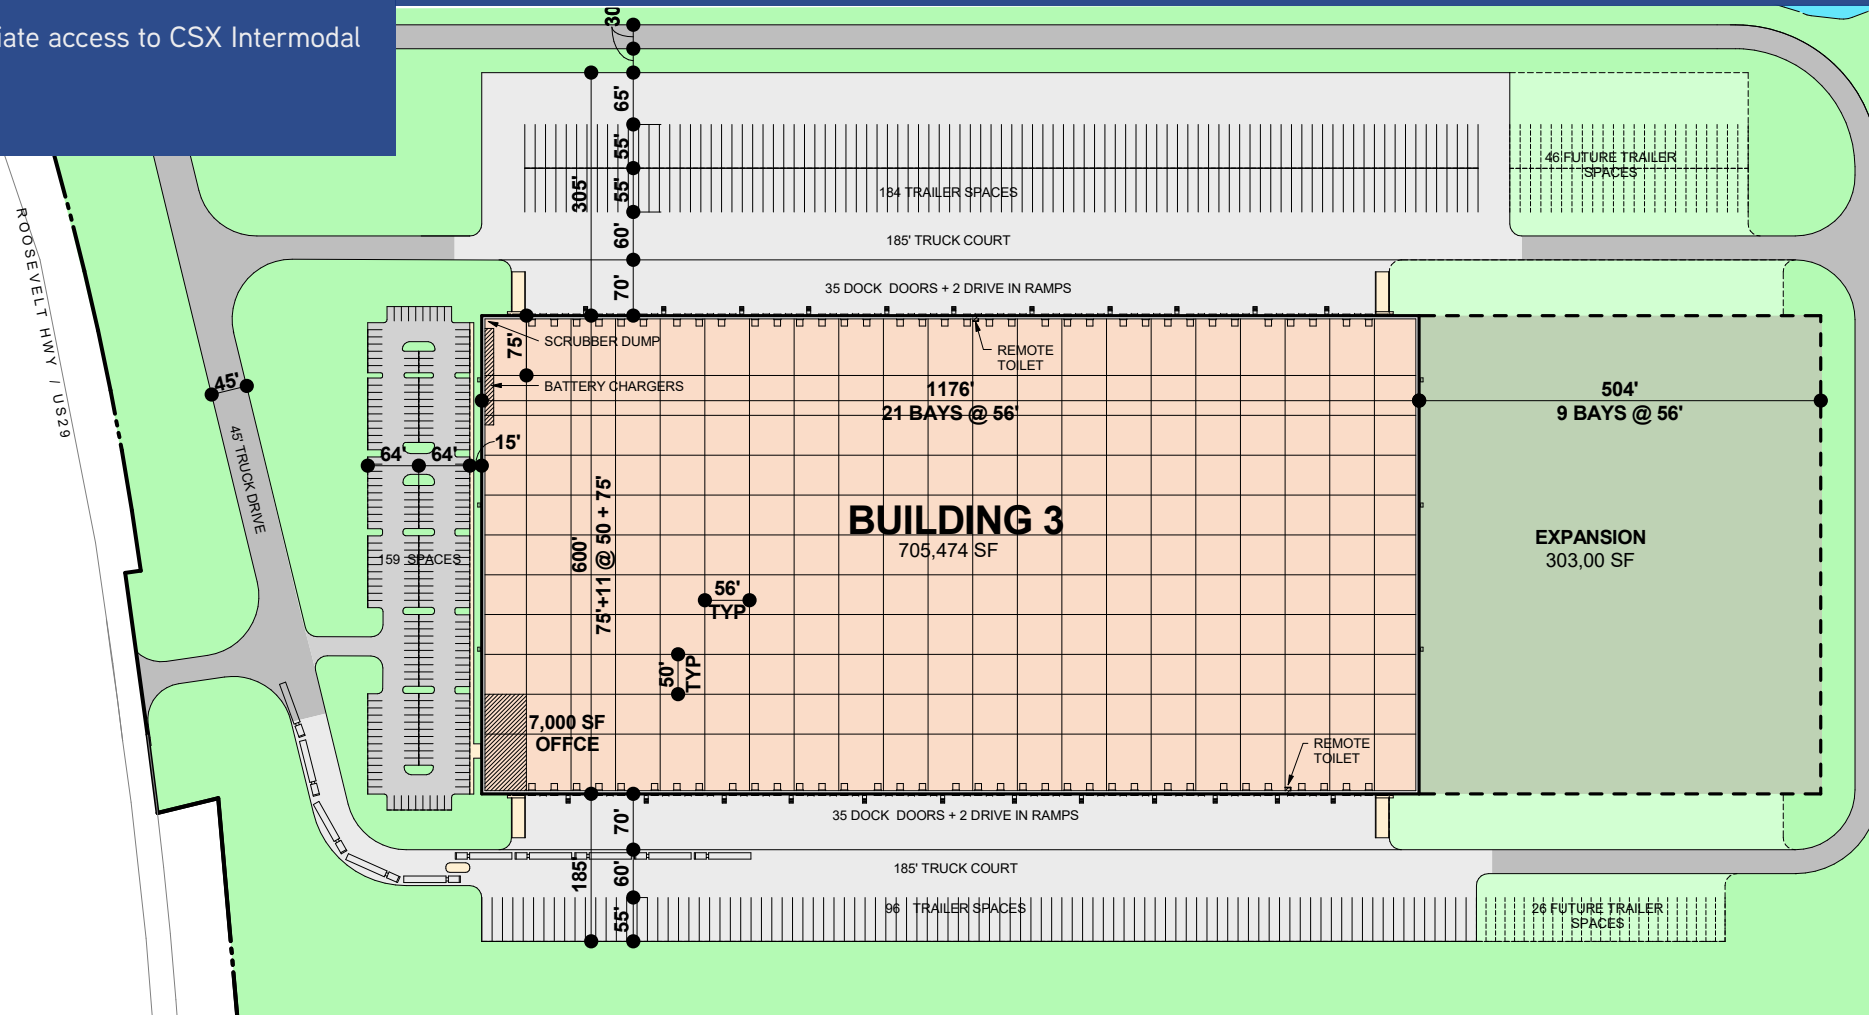 iate access to CSX Intermodal
30
65'
55'
46 FUTURE TRAILER
SPACES
305'
55'
184 TRAILER SPACES
60'
185' TRUCK COURT
70'
35 DOCK DOORS + 2 DRIVE IN RAMPS
ROOSEVELT HWY / US29
75'
SCRUBBER DUMP
REMOTE
TOILET
BATTERY CHARGERS
45'
1176'
21 BAYS @ 56'
504'
9 BAYS @ 56'
45' TRUCK DRIVE
64'
64'
15'
600'
75'+11 @ 50 + 75'
BUILDING 3
705,474 SF
EXPANSION
303,00 SF
159 SPACES
56'
TYP
50'
TYP
7,000 SF
OFFCE
REMOTE
TOILET
70'
35 DOCK DOORS + 2 DRIVE IN RAMPS
185'
60'
185' TRUCK COURT
55'
96 TRAILER SPACES
26 FUTURE TRAILER
SPACES